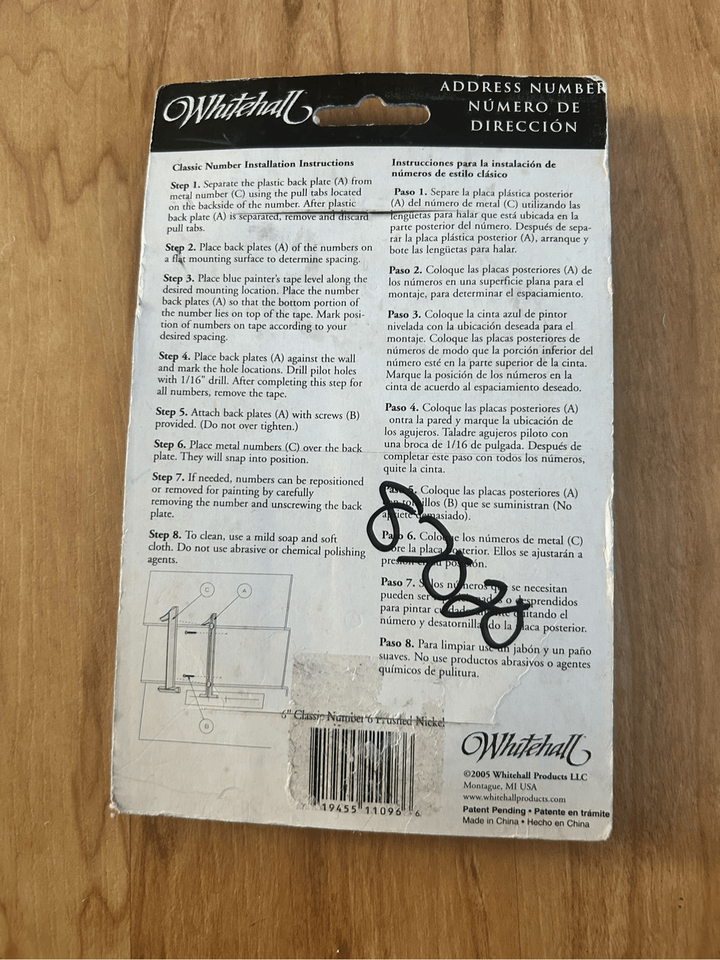 Whitehall
ADDRESS NUMBER
NÚMERO DE
DIRECCIÓN
Classic Number Installation Instructions
Step 1. Separate the plastic back plate (A) from
metal number (C) using the pull tabs located
on the backside of the number. After plastic
back plate (A) is separated, remove and discard
pull tabs.
Step 2. Place back plates (A) of the numbers on
a flat mounting surface to determine spacing.
Step 3. Place blue painter's tape level along the
desired mounting location. Place the number
back plates (A) so that the bottom portion of
the number lies on top of the tape. Mark posi-
tion of numbers on tape according to your
desired spacing.
Step 4. Place back plates (A) against the wall
and mark the hole locations. Drill pilot holes
with 1/16" drill. After completing this step for
all numbers, remove the tape.
Step 5. Attach back plates (A) with screws (B)
provided. (Do not over tighten.)
Step 6. Place metal numbers (C) over the back
plate. They will snap into position.
Step 7. If needed, numbers can be repositioned
or removed for painting by carefully
removing the number and unscrewing the back
plate.
Step 8. To clean, use a mild soap and soft
cloth. Do not use abrasive or chemical polishing
agents.
C
A
B
Instrucciones para la instalación de
números de estilo clásico
Paso 1. Separe la placa plástica posterior
(A) del número de metal (C) utilizando las
lengüetas para halar que está ubicada en la
parte posterior del número. Después de sepa-
rar la placa plástica posterior (A), arranque y
bote las lengüetas para halar.
Paso 2. Coloque las placas posteriores (A) de
los números en una superficie plana para el
montaje, para determinar el espaciamiento.
Paso 3. Coloque la cinta azul de pintor
nivelada con la ubicación deseada para el
montaje. Coloque las placas posteriores de
números de modo que la porción inferior del
número esté en la parte superior de la cinta.
Marque la posición de los números en la
cinta de acuerdo al espaciamiento deseado.
Paso 4. Coloque las placas posteriores (A)
ontra la pared y marque la ubicación de
los agujeros. Taladre agujeros piloto con
una broca de 1/16 de pulgada. Después de
completar este paso con todos los números,
quite la cinta.
Coloque las placas posteriores (A)
(B) que se suministran (No
6. los números de metal (C)
la placa Ellos se ajustarán a
Paso 7. los números se necesitan
pueden ser o desprendidos
para pintar quitando el
número y la placa posterior.
Paso 8. Para limpiar use un jabón y un paño
suaves. No use productos abrasivos o agentes
químicos de pulitura.
6" Classic Number 6 Brushed Nickel
19455 11096 6
Whitehall
©2005 Whitehall Products LLC
Montague, MI USA
www.whitehallproducts.com
Patent Pending • Patente en trámite
Made in China • Hecho en China